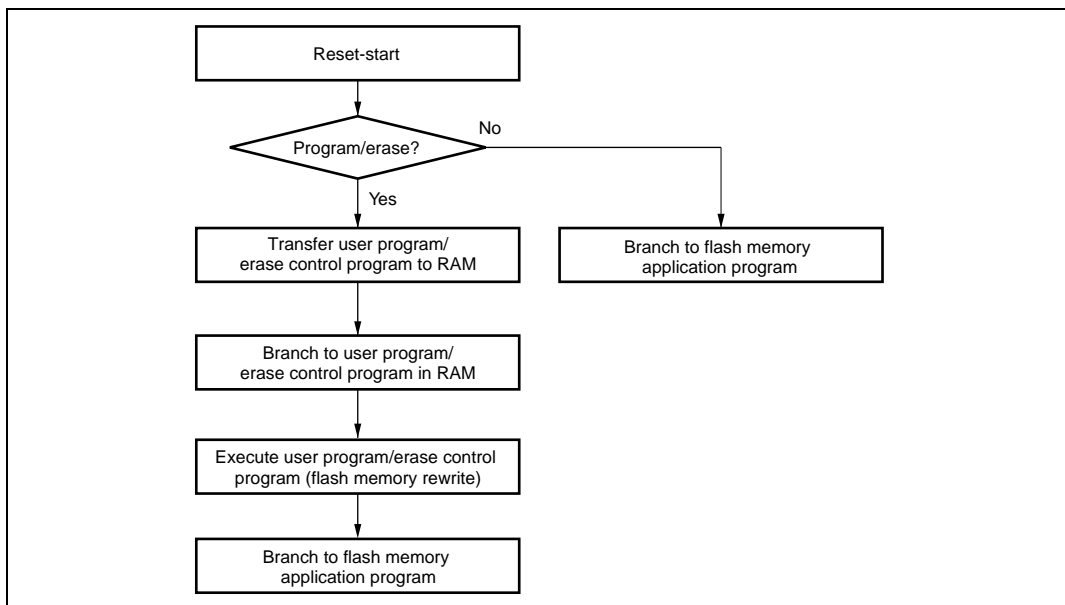 Reset-start
Program/erase?
No
Yes
Transfer user program/
erase control program to RAM
Branch to flash memory
application program
Branch to user program/
erase control program in RAM
Execute user program/erase control
program (flash memory rewrite)
Branch to flash memory
application program